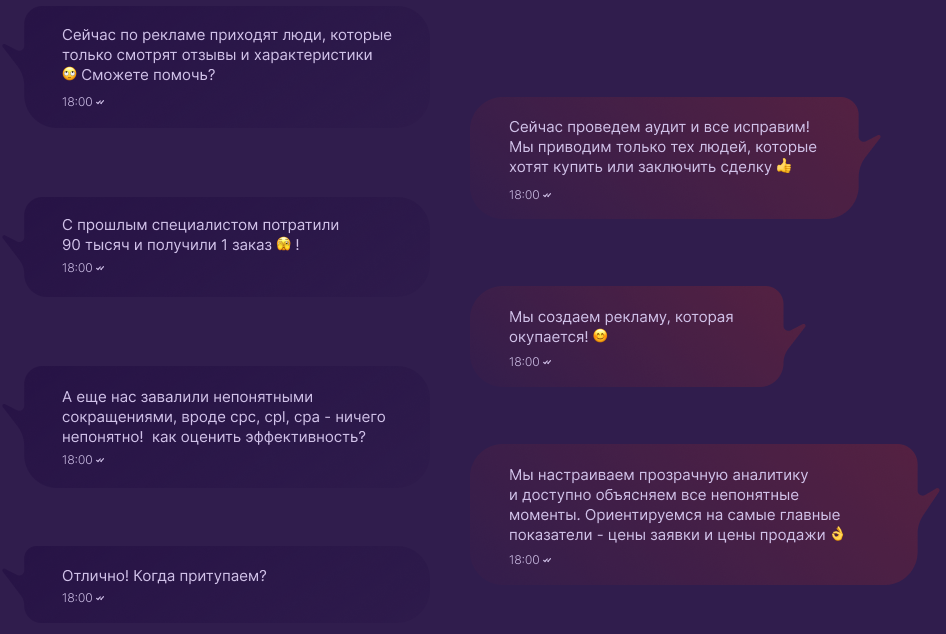 Сейчас по рекламе приходят люди, которые
только смотрят отзывы и характеристики
🙄 Сможете помочь?
18:00
Сейчас проведем аудит и все исправим!
Мы приводим только тех людей, которые
хотят купить или заключить сделку 👍
18:00
С прошлым специалистом потратили
90 тысяч и получили 1 заказ 🫣 !
18:00
Мы создаем рекламу, которая
окупается! 😊
18:00
А еще нас завалили непонятными
сокращениями, вроде cpc, cpl, cpa - ничего
непонятно!  как оценить эффективность?
18:00
Мы настраиваем прозрачную аналитику
и доступно объясняем все непонятные
моменты. Ориентируемся на самые главные
показатели - цены заявки и цены продажи 👌
18:00
Отлично! Когда притупаем?
18:00